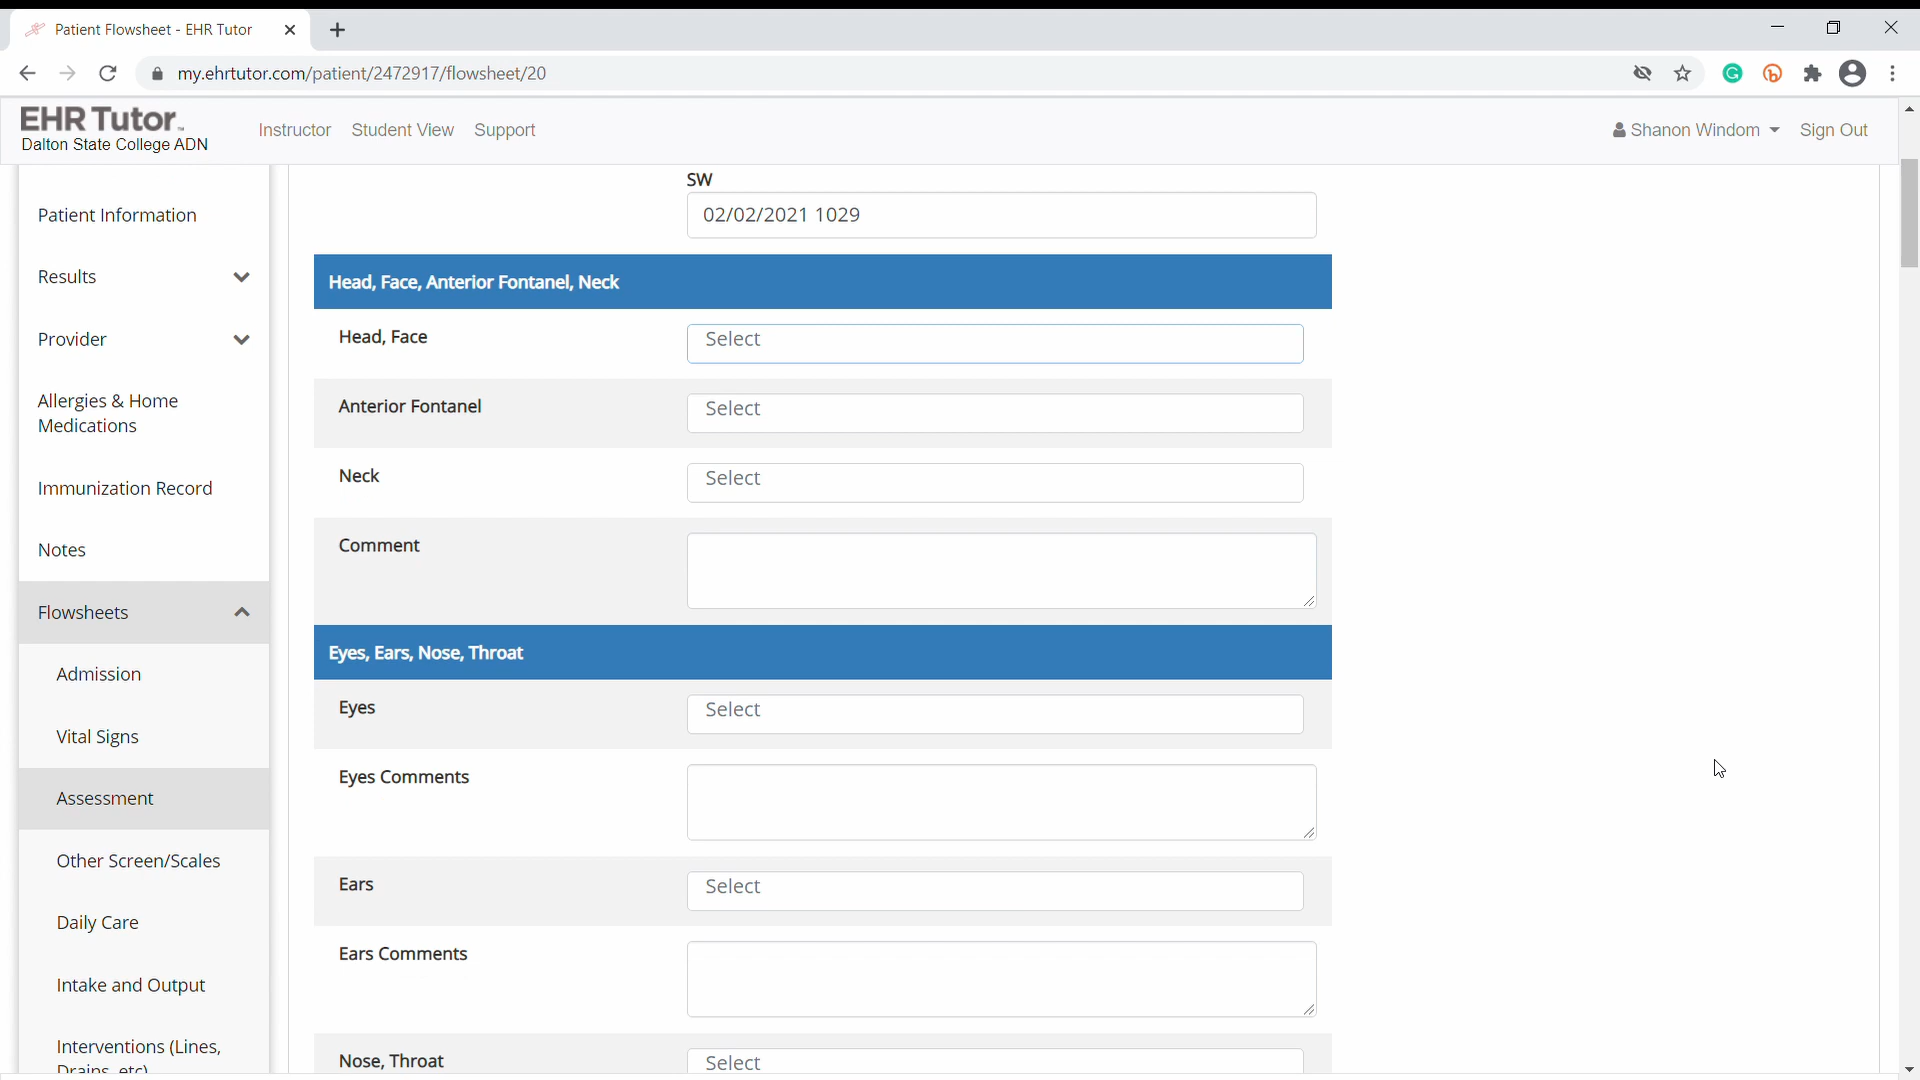 Patient Flowsheet - EHR Tutor
my.ehrtutor.com/patient/2472917/flowsheet/20
EHR Tutor
Dalton State College ADN
Instructor
Student View
Support
Shanon Windom
Sign Out
Patient Information
Results
Provider
Allergies & Home
Medications
Immunization Record
Notes
Flowsheets
Admission
Vital Signs
Assessment
Other Screen/Scales
Daily Care
Intake and Output
Interventions (Lines,
Drains, etc)
SW
02/02/2021 1029
Head, Face, Anterior Fontanel, Neck
Head, Face
Select
Anterior Fontanel
Select
Neck
Select
Comment
Eyes, Ears, Nose, Throat
Eyes
Select
Eyes Comments
Ears
Select
Ears Comments
Nose, Throat
Select